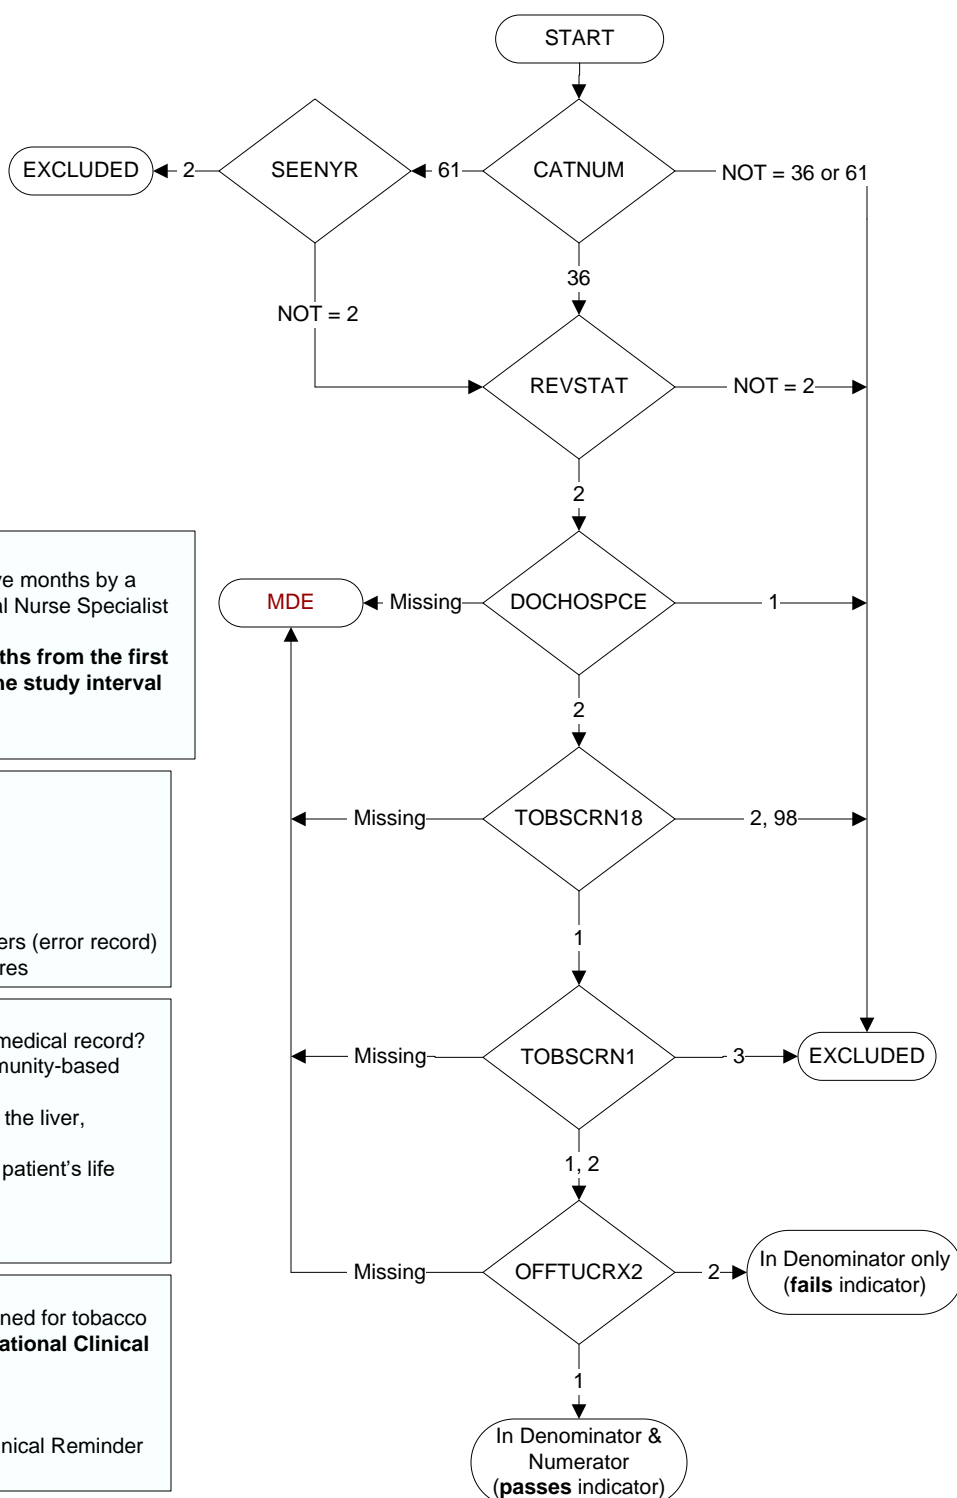 START
EXCLUDED
2
SEENYR
61
CATNUM
NOT = 36 or 61
36
NOT = 2
REVSTAT
NOT = 2
2
ve months by a
al Nurse Specialist
ths from the first
he study interval
MDE
Missing
DOCHOSPCE
1
2
Missing
TOBSCRN18
2, 98
1
ers (error record)
res
medical record?
munity-based
the liver,
patient's life
Missing
TOBSCRN1
3
EXCLUDED
1, 2
Missing
OFFTUCRX2
2
In Denominator only
(fails indicator)
ned for tobacco
ational Clinical
nical Reminder
1
In Denominator &
Numerator
(passes indicator)